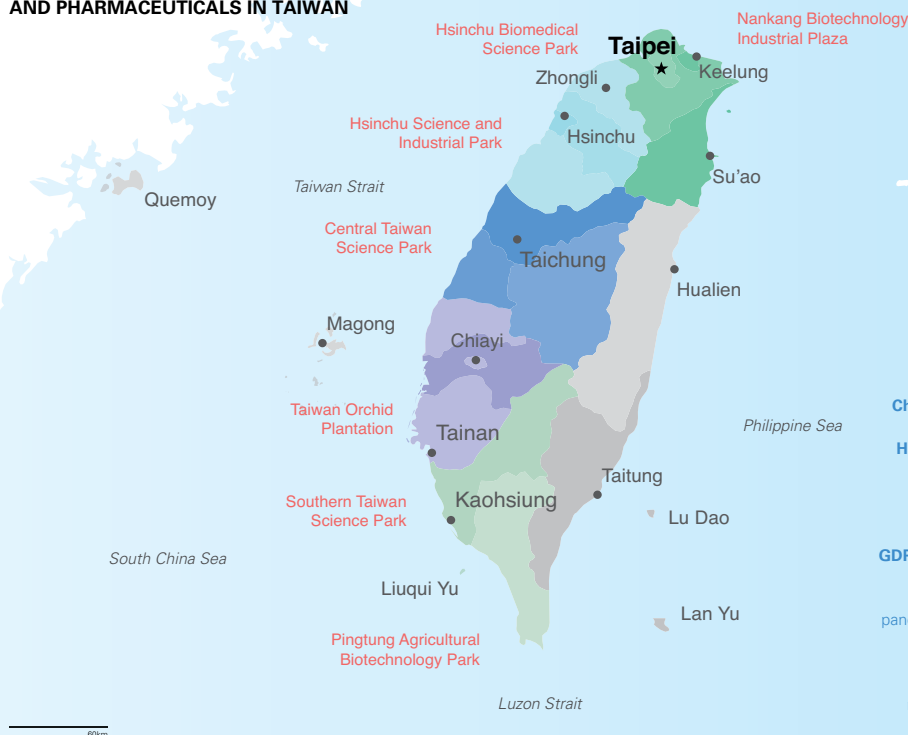 AND PHARMACEUTICALS IN TAIWAN
Hsinchu Biomedical
Science Park
Taipei
Nankang Biotechnology
Industrial Plaza
Zhongli
Keelung
Hsinchu Science and
Industrial Park
Hsinchu
Su'ao
Taiwan Strait
Quemoy
Central Taiwan
Science Park
Taichung
Hualien
Magong
Chiayi
Taiwan Orchid
Plantation
Tainan
Philippine Sea
Ch
H
Taitung
Southern Taiwan
Science Park
Kaohsiung
Lu Dao
South China Sea
GDP
Liuqui Yu
Lan Yu
pan
Pingtung Agricultural
Biotechnology Park
Luzon Strait
60km